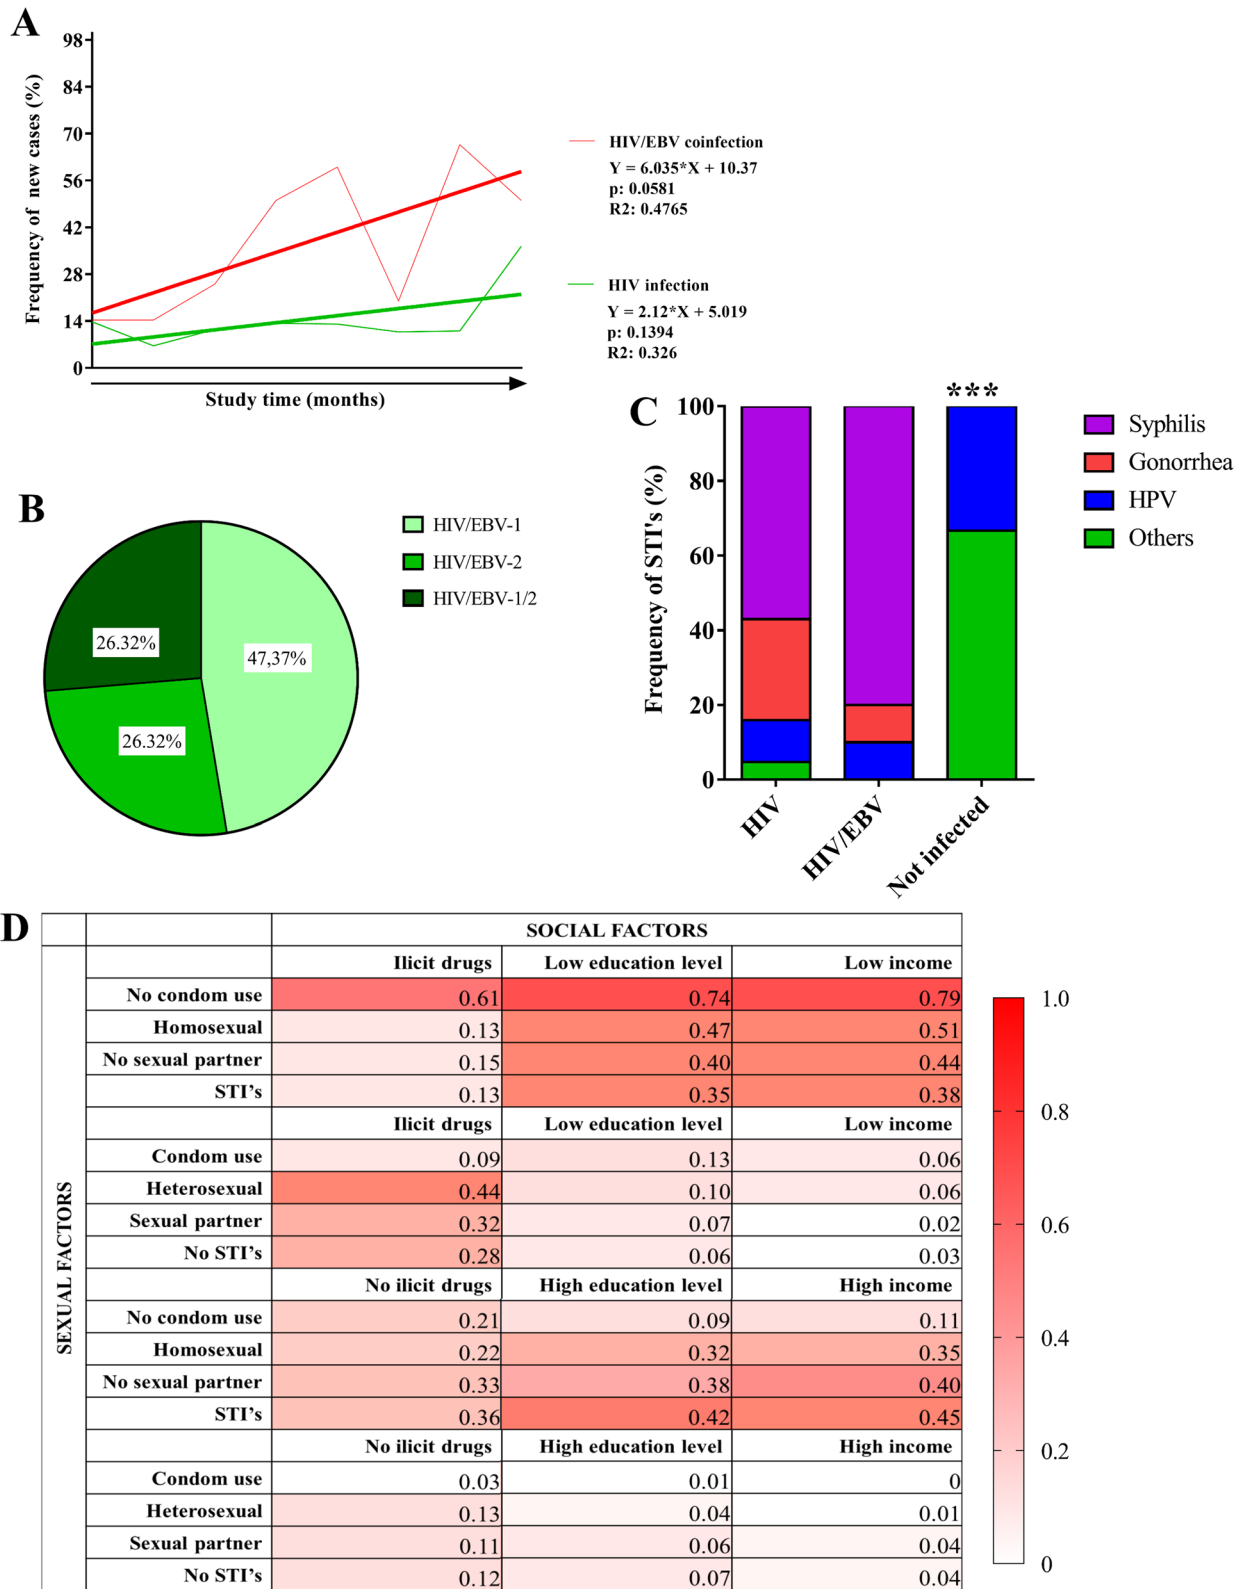 A
98
84
70
56
42
28
14
0
Frequency of new cases (%)
Study time (months)
HIV/EBV coinfection
Y = 6.035*X + 10.37
p: 0.0581
R2: 0.4765
HIV infection
Y = 2.12*X + 5.019
p: 0.1394
R2: 0.326
B
47,37%
26.32%
26.32%
HIV/EBV-1
HIV/EBV-2
HIV/EBV-1/2
C
***
100
80
60
40
20
0
Frequency of STI's (%)
HIV
HIV/EBV
Not infected
Syphilis
Gonorrhea
HPV
Others
D
SOCIAL FACTORS
SEXUAL FACTORS
Ilicit drugs Low education level Low income
No condom use 0.61 0.74 0.79
Homosexual 0.13 0.47 0.51
No sexual partner 0.15 0.40 0.44
STI’s 0.13 0.35 0.38
Ilicit drugs Low education level Low income
Condom use 0.09 0.13 0.06
Heterosexual 0.44 0.10 0.06
Sexual partner 0.32 0.07 0.02
No STI’s 0.28 0.06 0.03
No ilicit drugs High education level High income
No condom use 0.21 0.09 0.11
Homosexual 0.22 0.32 0.35
No sexual partner 0.33 0.38 0.40
STI’s 0.36 0.42 0.45
No ilicit drugs High education level High income
Condom use 0.03 0.01 0
Heterosexual 0.13 0.04 0.01
Sexual partner 0.11 0.06 0.04
No STI’s 0.12 0.07 0.04
1.0
0.8
0.6
0.4
0.2
0